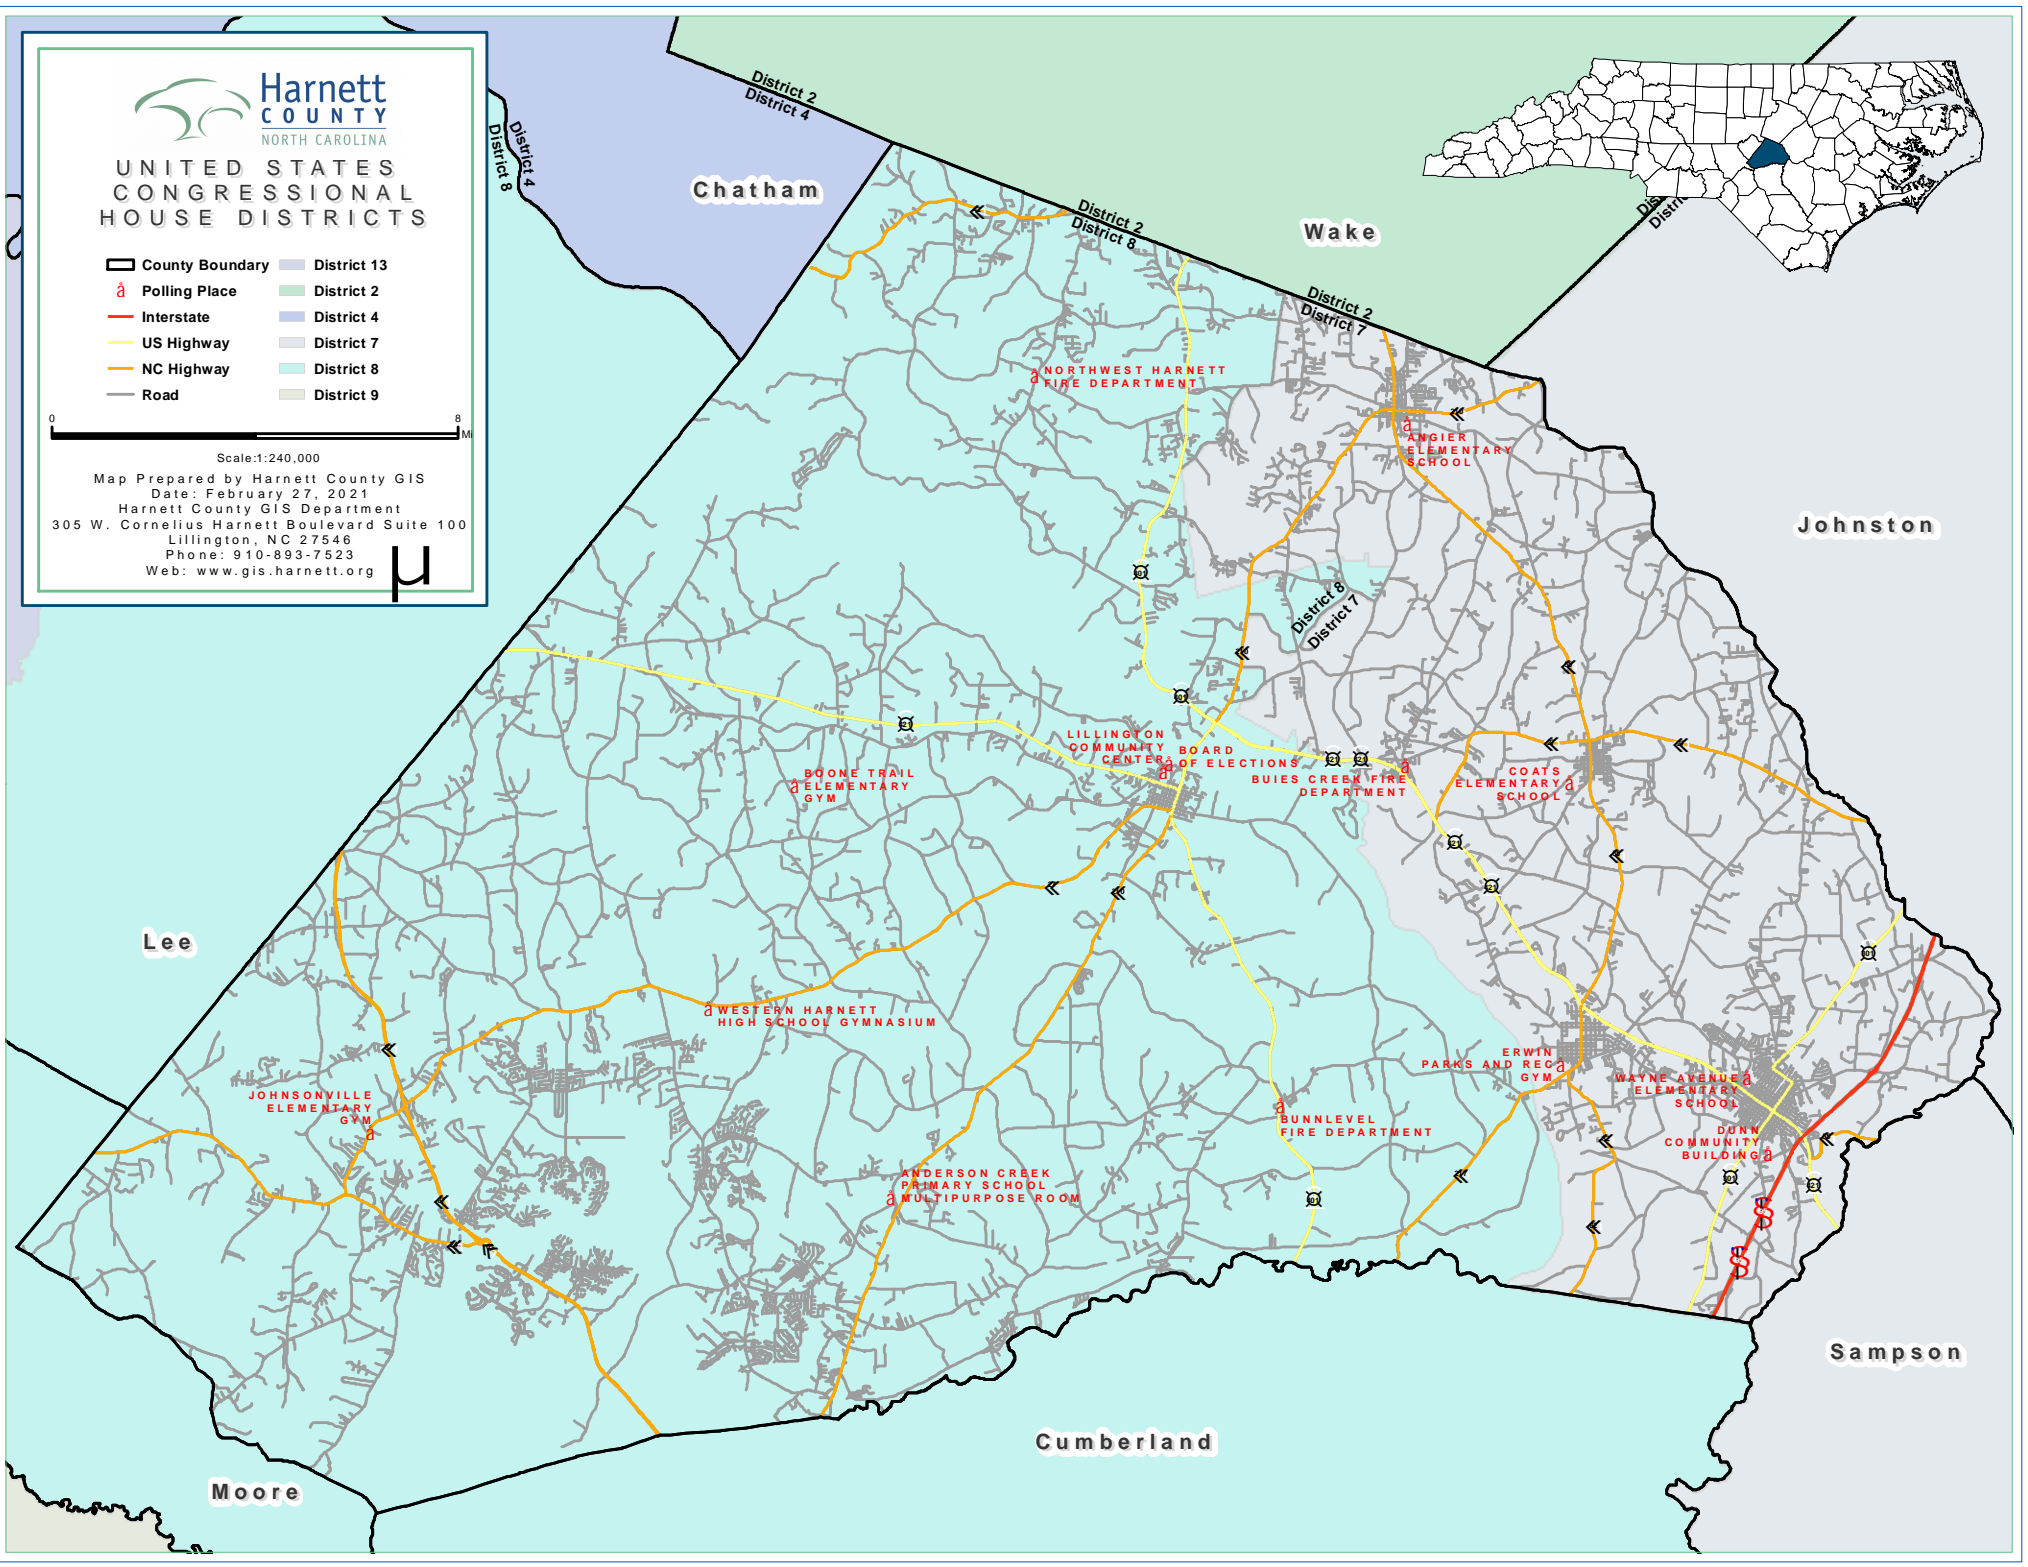 Harnett
COUNTY
NORTH CAROLINA
UNITED STATES
CONGRESSIONAL
HOUSE DISTRICTS
County Boundary
Polling Place
Interstate
US Highway
NC Highway
Road
District 13
District 2
District 4
District 7
District 8
District 9
0 8
Mi
Scale:1:240,000
Map Prepared by Harnett County GIS
Date: February 27, 2021
Harnett County GIS Department
305 W. Cornelius Harnett Boulevard Suite 100
Lillington, NC 27546
Phone: 910-893-7523
Web: www.gis.harnett.org
µ
District 2
District 4
District 4
District 8
Chatham
Wake
District 2
District 8
District 2
District 7
NORTHWEST HARNETT
FIRE DEPARTMENT
ANGIER
ELEMENTARY
SCHOOL
Johnston
District 8
District 7
LILLINGTON
COMMUNITY
CENTER
BOARD
OF ELECTIONS
BUIES CREEK FIRE
DEPARTMENT
COATS
ELEMENTARY
SCHOOL
BOONE TRAIL
ELEMENTARY
GYM
Lee
WESTERN HARNETT
HIGH SCHOOL GYMNASIUM
ERWIN
PARKS AND REC
GYM
WAYNE AVENUE
ELEMENTARY
SCHOOL
JOHNSONVILLE
ELEMENTARY
GYM
BUNNLEVEL
FIRE DEPARTMENT
DUNN
COMMUNITY
BUILDING
ANDERSON CREEK
PRIMARY SCHOOL
MULTIPURPOSE ROOM
Sampson
Cumberland
Moore